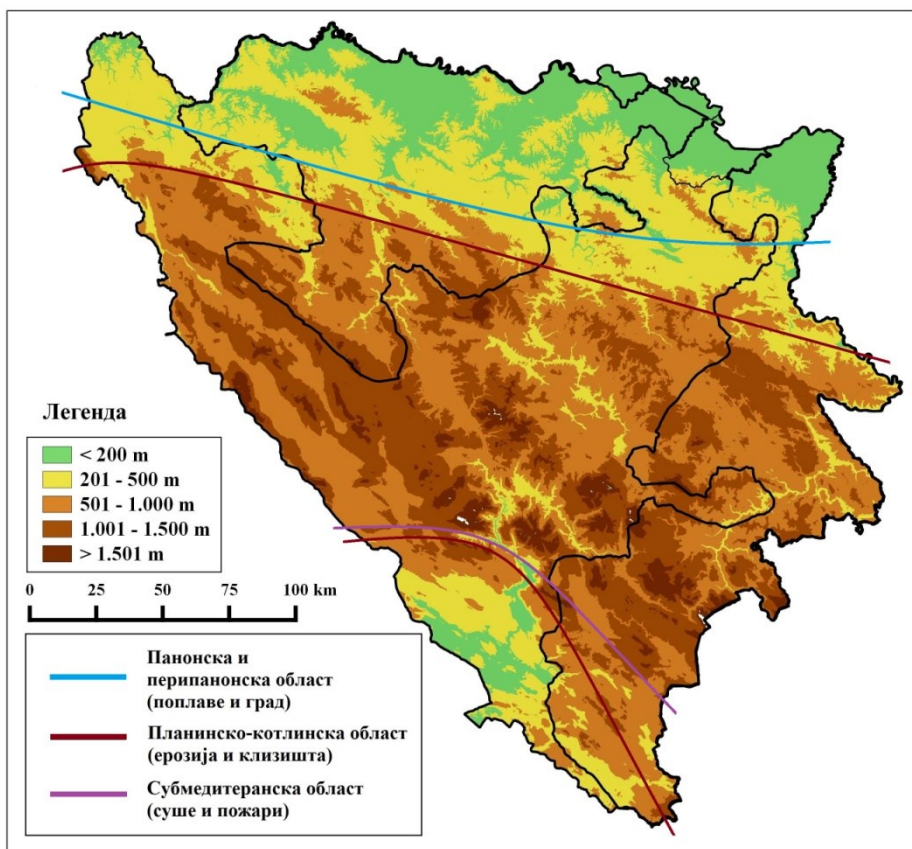 Легенда
< 200 m
201 - 500 m
501 - 1.000 m
1.001 - 1.500 m
> 1.501 m
0 25 50 75 100 km
Панонска и
перипанонска област
(поплаве и град)
Планинско-котлинска област
(ерозија и клизишта)
Субмедитеранска област
(суше и пожари)